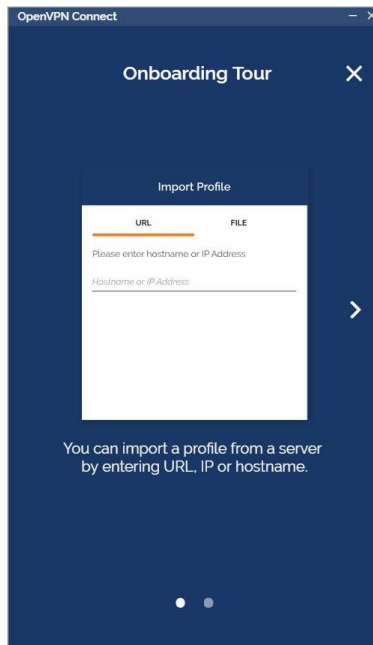 OpenVPN Connect
Onboarding Tour
Import Profile
URL FILE
Please enter hostname or IP Address
Hostname or IP Address
You can import a profile from a server
by entering URL, IP or hostname.